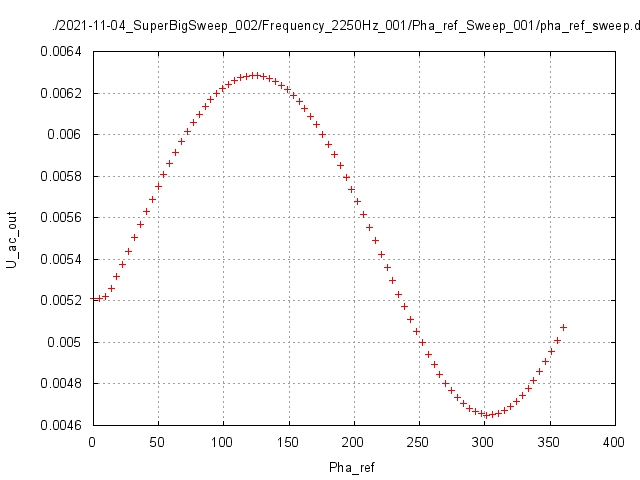 ./2021-11-04_SuperBigSweep_002/Frequency_2250Hz_001/Pha_ref_Sweep_001/pha_ref_sweep.d
0.0064
0.0062
0.006
0.0058
0.0056
0.0054
0.0052
0.005
0.0048
0.0046
U_ac_out
0 50 100 150 200 250 300 350 400
Pha_ref